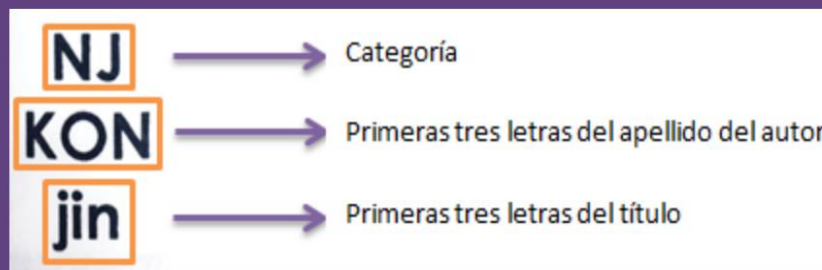 NJ Categoría
KON Primeras tres letras del apellido del autor
jin Primeras tres letras del título